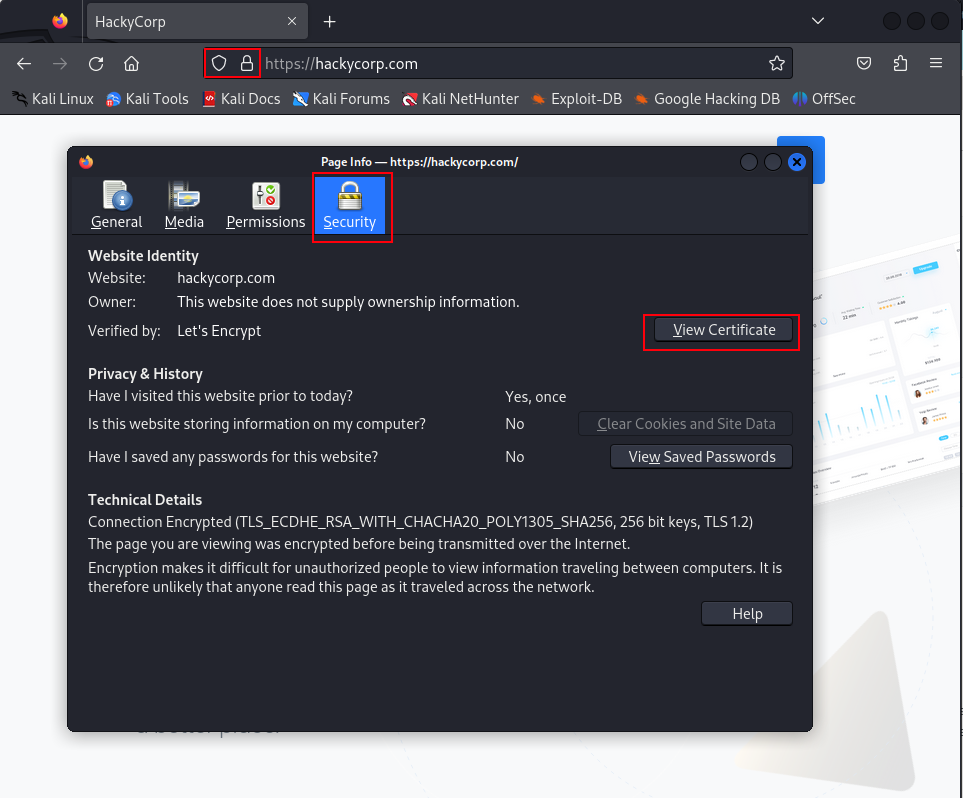 HackyCorp
https://hackycorp.com
Kali Linux Kali Tools Kali Docs Kali Forums Kali NetHunter Exploit-DB Google Hacking DB OffSec
Page Info — https://hackycorp.com/
General Media Permissions Security
Website Identity
Website: hackycorp.com
Owner: This website does not supply ownership information.
Verified by: Let's Encrypt
View Certificate
Privacy & History
Have I visited this website prior to today? Yes, once
Is this website storing information on my computer? No Clear Cookies and Site Data
Have I saved any passwords for this website? No View Saved Passwords
Technical Details
Connection Encrypted (TLS_ECDHE_RSA_WITH_CHACHA20_POLY1305_SHA256, 256 bit keys, TLS 1.2)
The page you are viewing was encrypted before being transmitted over the Internet.
Encryption makes it difficult for unauthorized people to view information traveling between computers. It is
therefore unlikely that anyone read this page as it traveled across the network.
Help